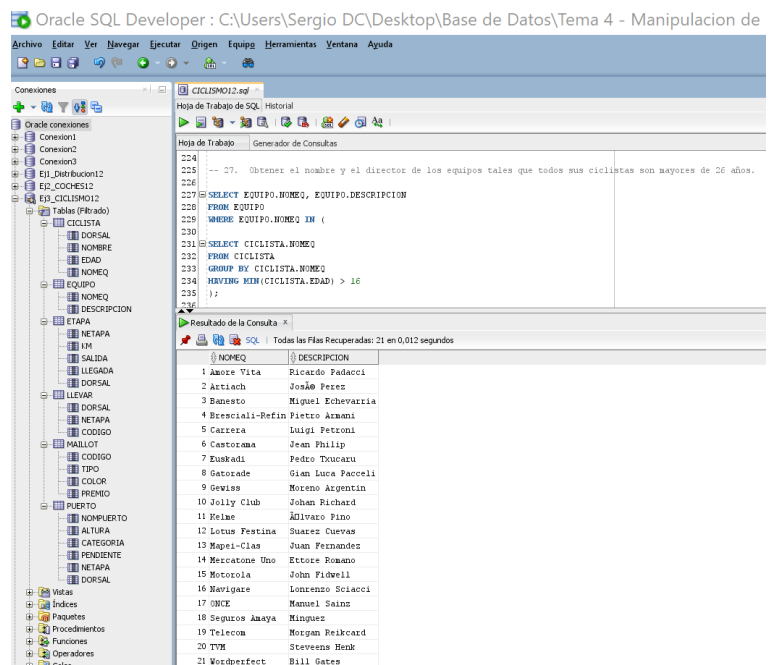 Oracle SQL Developer : C:\Users\Sergio DC\Desktop\Base de Datos\Tema 4 - Manipulacion de
Archivo Editar Ver Navegar Ejecutar Origen Equipo Herramientas Ventana Ayuda
Conexiones
Oracle conexiones
Conexion1
Conexion2
Conexion3
Ej1_Distribucion12
Ej2_COCHES12
Ej3_CICLISMO12
Tablas (Filtrado)
CICLISTA
DORSAL
NOMBRE
EDAD
NOMEQ
EQUIPO
NOMEQ
DESCRIPCION
ETAPA
NETAPA
KM
SALIDA
LLEGADA
DORSAL
LLEVAR
DORSAL
NETAPA
CODIGO
MAILLOT
CODIGO
TIPO
COLOR
PREMIO
PUERTO
NOMPUERTO
ALTURA
CATEGORIA
PENDIENTE
NETAPA
DORSAL
Vistas
Índices
Paquetes
Procedimientos
Funciones
Operadores
CICLISMO12.sql
Hoja de Trabajo de SQL Historial
Hoja de Trabajo Generador de Consultas
224
225 -- 27. Obtener el nombre y el director de los equipos tales que todos sus ciclistas son mayores de 26 años.
226
227 SELECT EQUIPO.NOMEQ, EQUIPO.DESCRIPCION
228 FROM EQUIPO
229 WHERE EQUIPO.NOMEQ IN (
230
231 SELECT CICLISTA.NOMEQ
232 FROM CICLISTA
233 GROUP BY CICLISTA.NOMEQ
234 HAVING MIN(CICLISTA.EDAD) > 16
235 );
236
Resultado de la Consulta x
SQL | Todas las Filas Recuperadas: 21 en 0,012 segundos
NOMEQ DESCRIPCION
1 Amore Vita Ricardo Padacci
2 Artiach JosÃ© Perez
3 Banesto Miguel Echevarria
4 Bresciali-Refin Pietro Armani
5 Carrera Luigi Petroni
6 Castorama Jean Philip
7 Euskadi Pedro Txucaru
8 Gatorade Gian Luca Pacceli
9 Gewiss Moreno Argentin
10 Jolly Club Johan Richard
11 Kelme Ã□lvaro Pino
12 Lotus Festina Suarez Cuevas
13 Mapei-Clas Juan Fernandez
14 Mercatone Uno Ettore Romano
15 Motorola John Fidwell
16 Navigare Lonrenzo Sciacci
17 ONCE Manuel Sainz
18 Seguros Amaya Minguez
19 Telecom Morgan Reikcard
20 TVM Steveens Henk
21 Wordperfect Bill Gates